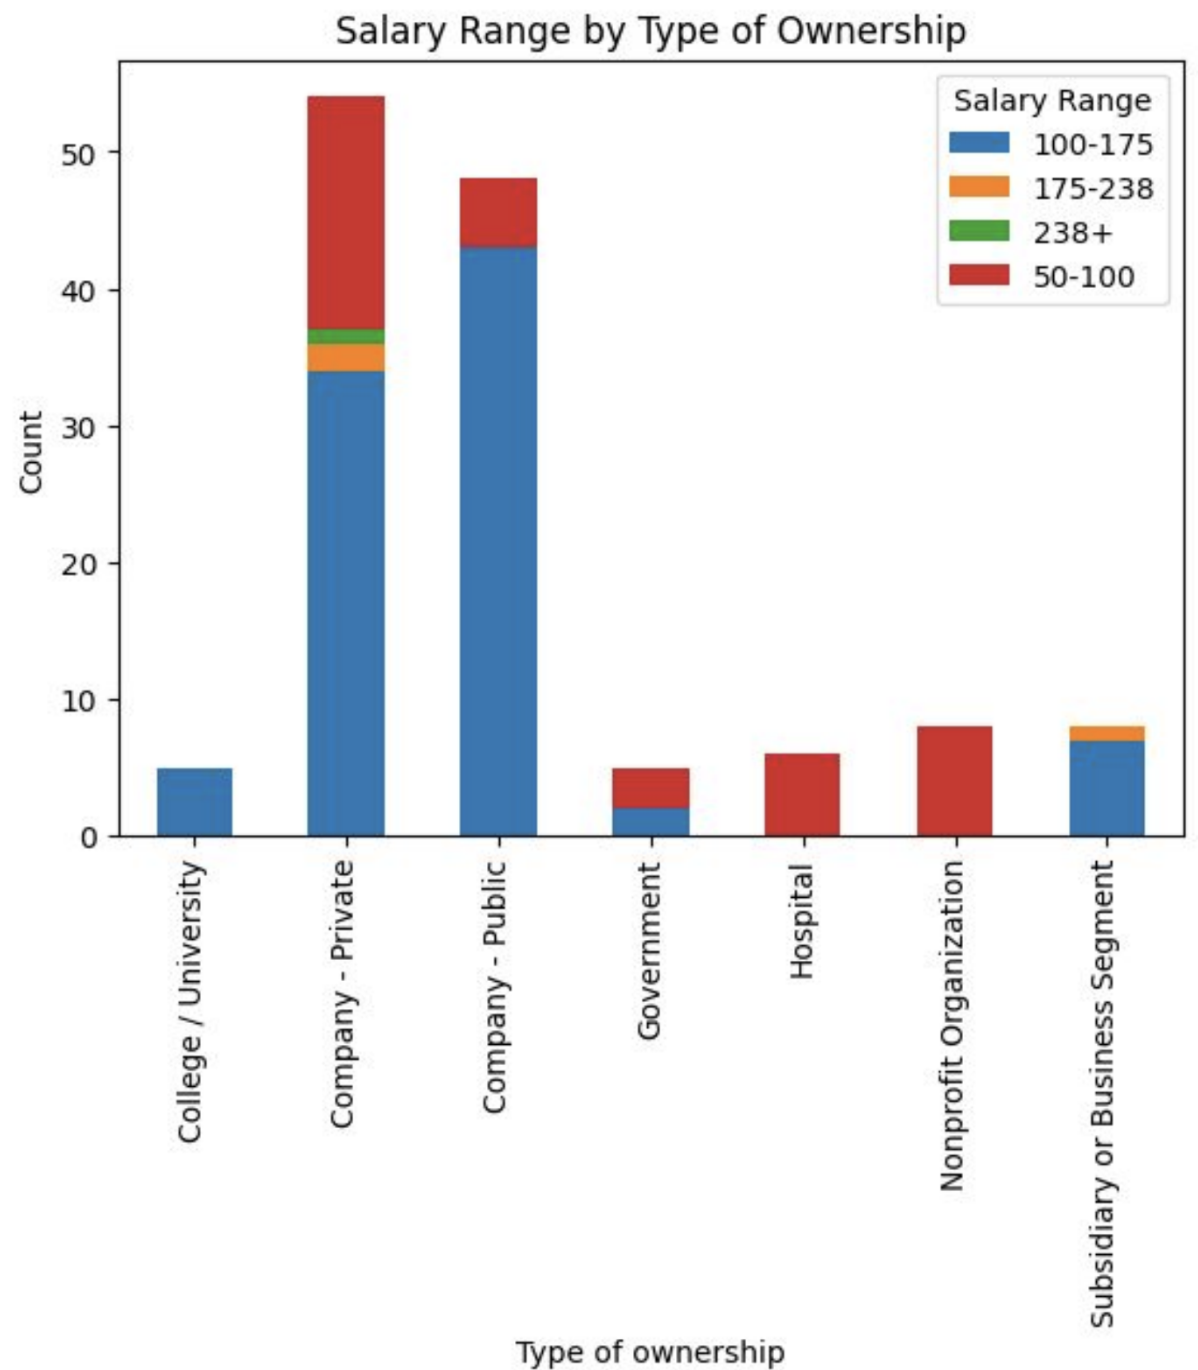 Salary Range by Type of Ownership
Salary Range
100-175
175-238
238+
50-100
Count
50
40
30
20
10
0
College / University
Company - Private
Company - Public
Government
Hospital
Nonprofit Organization
Subsidiary or Business Segment
Type of ownership